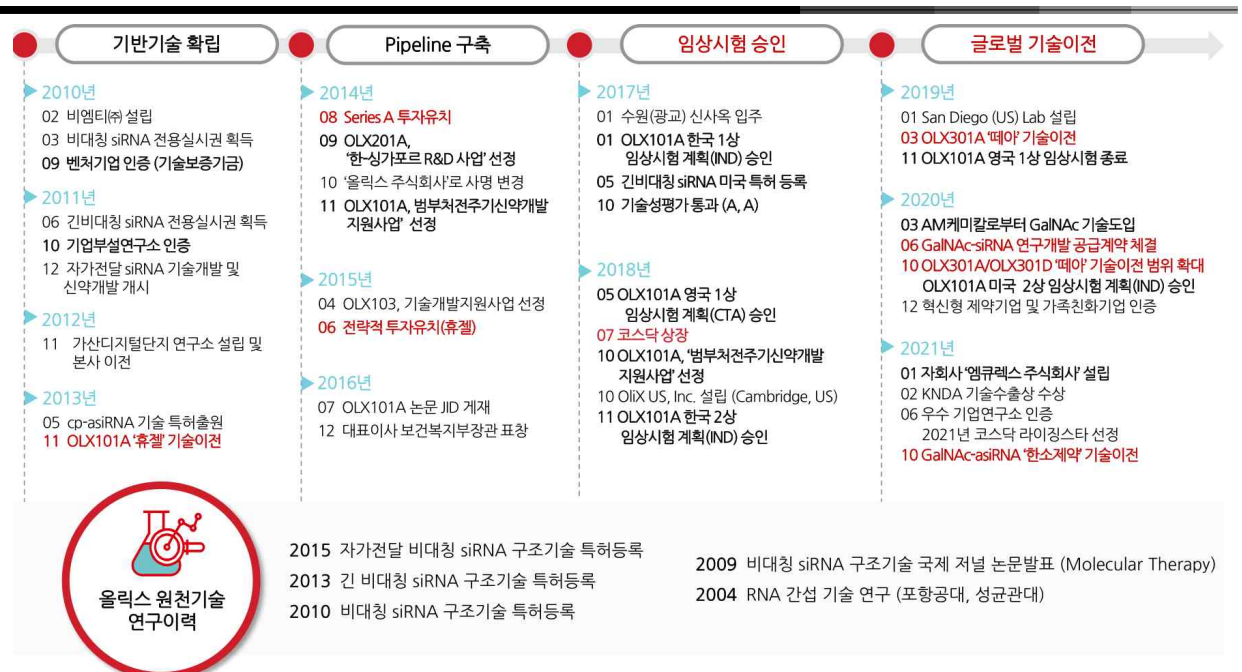 기반기술 확립
2010년
02 비엠티㈜ 설립
03 비대칭 siRNA 전용실시권 획득
09 벤처기업 인증 (기술보증기금)
2011년
06 긴비대칭 siRNA 전용실시권 획득
10 기업부설연구소 인증
12 자가전달 siRNA 기술개발 및
신약개발 개시
2012년
11 가산디지털단지 연구소 설립 및
본사 이전
2013년
05 cp-asiRNA 기술 특허출원
11 OLX101A ‘휴젤’ 기술이전
Pipeline 구축
2014년
08 Series A 투자유치
09 OLX201A,
‘한-싱가포르 R&D 사업’ 선정
10 ‘올릭스 주식회사’로 사명 변경
11 OLX101A, 범부처전주기신약개발
지원사업’ 선정
2015년
04 OLX103, 기술개발지원사업 선정
06 전략적 투자유치(휴젤)
2016년
07 OLX101A 논문 JID 게재
12 대표이사 보건복지부장관 표창
임상시험 승인
2017년
01 수원(광교) 신사옥 입주
01 OLX101A 한국 1상
임상시험 계획(IND) 승인
05 긴비대칭 siRNA 미국 특허 등록
10 기술성평가 통과 (A, A)
2018년
05 OLX101A 영국 1상
임상시험 계획(CTA) 승인
07 코스닥 상장
10 OLX101A, ‘범부처전주기신약개발
지원사업’ 선정
10 OliX US, Inc. 설립 (Cambridge, US)
11 OLX101A 한국 2상
임상시험 계획(IND) 승인
글로벌 기술이전
2019년
01 San Diego (US) Lab 설립
03 OLX301A ‘떼아’ 기술이전
11 OLX101A 영국 1상 임상시험 종료
2020년
03 AM케미칼로부터 GalNAc 기술도입
06 GalNAc-siRNA 연구개발 공급계약 체결
10 OLX301A/OLX301D ‘떼아’ 기술이전 범위 확대
OLX101A 미국 2상 임상시험 계획(IND) 승인
12 혁신형 제약기업 및 가족친화기업 인증
2021년
01 자회사 ‘엠큐렉스 주식회사’ 설립
02 KNDA 기술수출상 수상
06 우수 기업연구소 인증
2021년 코스닥 라이징스타 선정
10 GalNAc-asiRNA ‘한소제약’ 기술이전
올릭스 원천기술
연구이력
2015 자가전달 비대칭 siRNA 구조기술 특허등록
2013 긴 비대칭 siRNA 구조기술 특허등록
2010 비대칭 siRNA 구조기술 특허등록
2009 비대칭 siRNA 구조기술 국제 저널 논문발표 (Molecular Therapy)
2004 RNA 간섭 기술 연구 (포항공대, 성균관대)